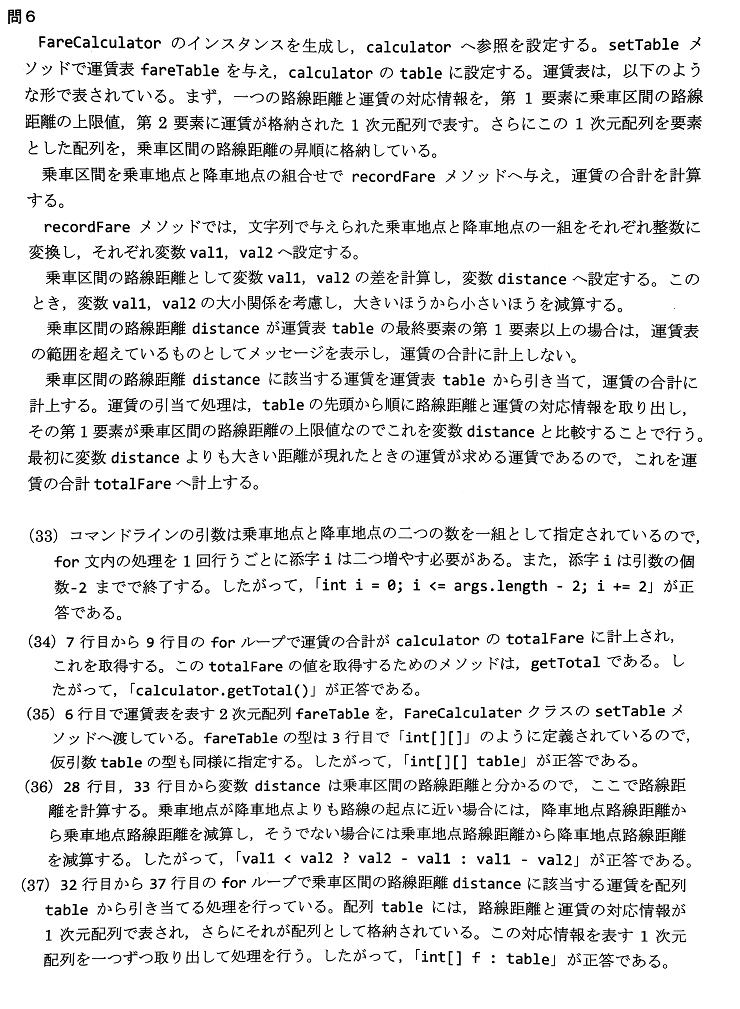 問６
FareCalculator のインスタンスを生成し，calculator へ参照を設定する。setTable メ
ソッドで運賃表 fareTable を与え，calculator の table に設定する。運賃表は，以下のよう
な形で表されている。まず，一つの路線距離と運賃の対応情報を，第 1 要素に乗車区間の路線
距離の上限値，第 2 要素に運賃が格納された 1 次元配列で表す。さらにこの 1 次元配列を要素
とした配列を，乗車区間の路線距離の昇順に格納している。
乗車区間を乗車地点と降車地点の組合せで recordFare メソッドへ与え，運賃の合計を計算
する。
recordFare メソッドでは，文字列で与えられた乗車地点と降車地点の一組をそれぞれ整数に
変換し，それぞれ変数 val1，val2 へ設定する。
乗車区間の路線距離として変数 val1，val2 の差を計算し，変数 distance へ設定する。この
とき，変数 val1，val2 の大小関係を考慮し，大きいほうから小さいほうを減算する。
乗車区間の路線距離 distance が運賃表 table の最終要素の第 1 要素以上の場合は，運賃表
の範囲を超えているものとしてメッセージを表示し，運賃の合計に計上しない。
乗車区間の路線距離 distance に該当する運賃を運賃表 table から引き当て，運賃の合計に
計上する。運賃の引当て処理は，table の先頭から順に路線距離と運賃の対応情報を取り出し，
その第 1 要素が乗車区間の路線距離の上限値なのでこれを変数 distance と比較することで行う。
最初に変数 distance よりも大きい距離が現れたときの運賃が求める運賃であるので，これを運
賃の合計 totalFare へ計上する。
(33) コマンドラインの引数は乗車地点と降車地点の二つの数を一組として指定されているので，
for 文内の処理を 1 回行うごとに添字 i は二つ増やす必要がある。また，添字 i は引数の個
数-2 までで終了する。したがって，「int i = 0; i <= args.length - 2; i += 2」が正
答である。
(34) 7 行目から 9 行目の for ループで運賃の合計が calculator の totalFare に計上され，
これを取得する。この totalFare の値を取得するためのメソッドは，getTotal である。し
たがって，「calculator.getTotal()」が正答である。
(35) 6 行目で運賃表を表す 2 次元配列 fareTable を，FareCalculater クラスの setTable メ
ソッドへ渡している。fareTable の型は 3 行目で「int[][]」のように定義されているので，
仮引数 table の型も同様に指定する。したがって，「int[][] table」が正答である。
(36) 28 行目，33 行目から変数 distance は乗車区間の路線距離と分かるので，ここで路線距
離を計算する。乗車地点が降車地点よりも路線の起点に近い場合には，降車地点路線距離か
ら乗車地点路線距離を減算し，そうでない場合には乗車地点路線距離から降車地点路線距離
を減算する。したがって，「val1 < val2 ? val2 - val1 : val1 - val2」が正答である。
(37) 32 行目から 37 行目の for ループで乗車区間の路線距離 distance に該当する運賃を配列
table から引き当てる処理を行っている。配列 table には，路線距離と運賃の対応情報が
1 次元配列で表され，さらにそれが配列として格納されている。この対応情報を表す 1 次元
配列を一つずつ取り出して処理を行う。したがって，「int[] f : table」が正答である。